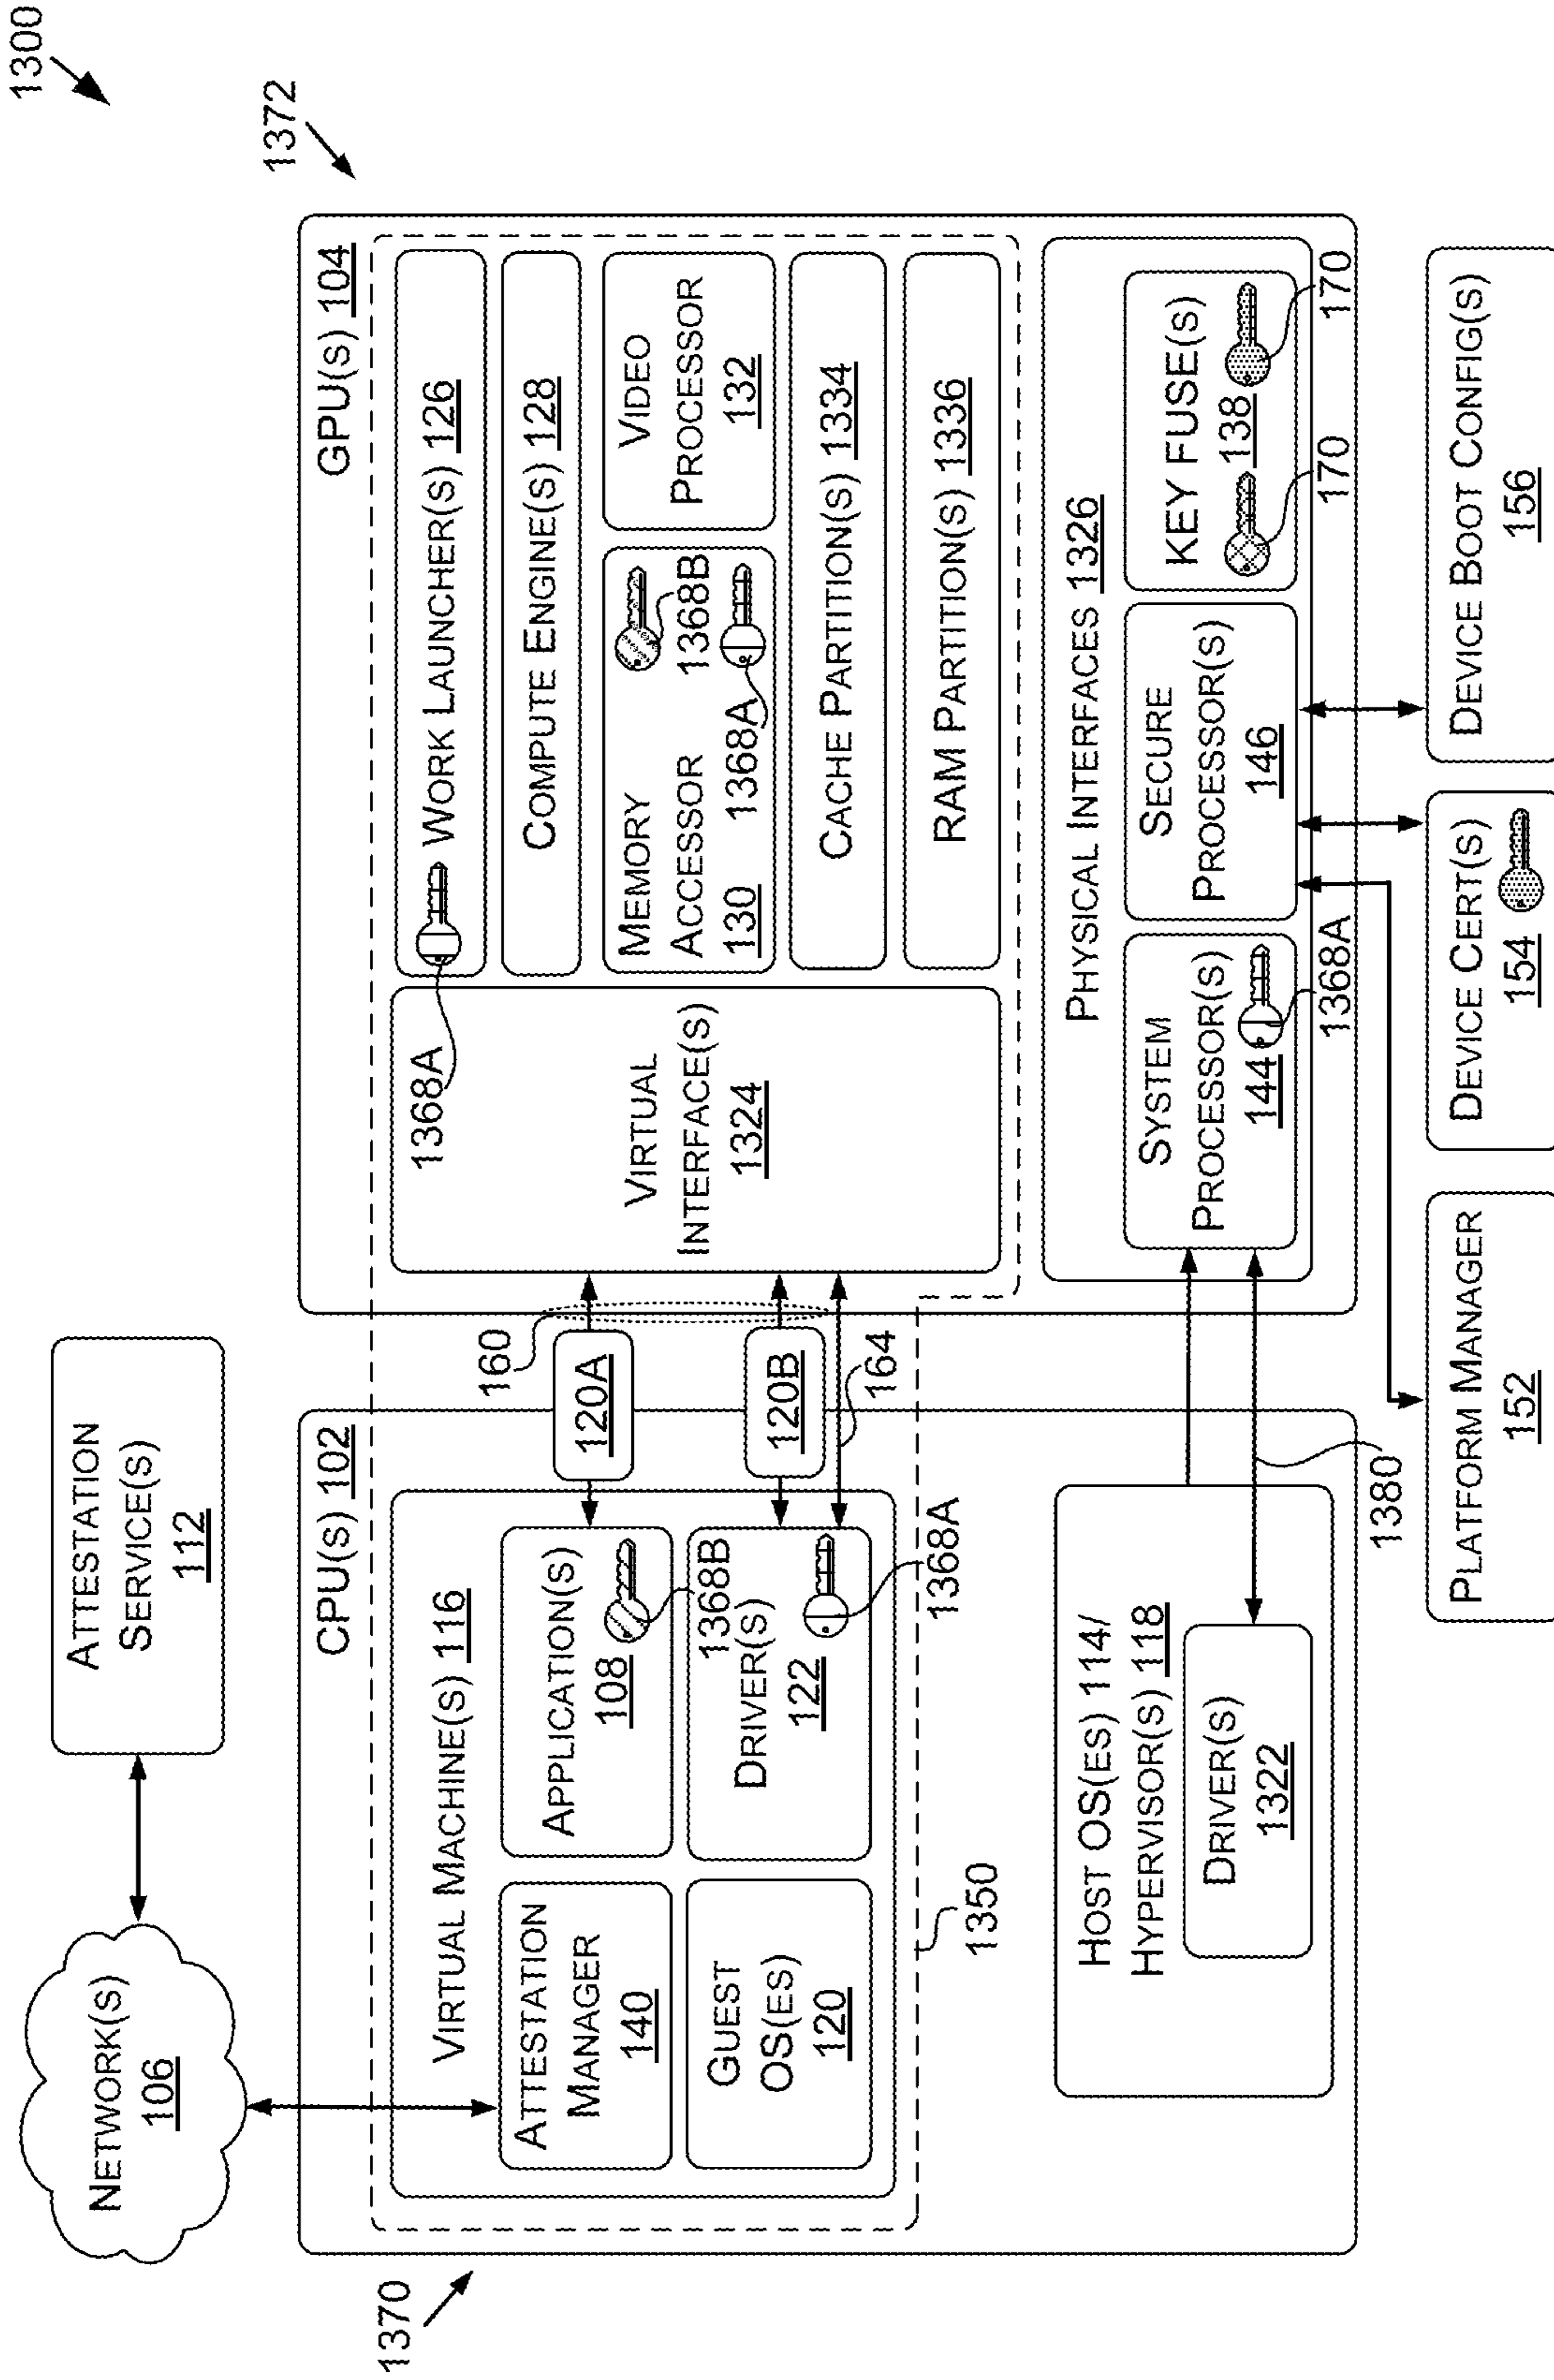 1300
1372
1370
NETWORK(S)
106
ATTESTATION
SERVICE(S)
112
CPU(S) 102
VIRTUAL MACHINE(S) 116
ATTESTATION
MANAGER
140
APPLICATION(S)
108
1368B
GUEST
OS(ES)
120
DRIVER(S)
122
1368A
1350
HOST OS(ES) 114/
HYPERVISOR(S) 118
DRIVER(S)
1322
160
120A
120B
164
1380
GPU(S) 104
VIRTUAL
INTERFACE(S)
1324
1368A
WORK LAUNCHER(S) 126
COMPUTE ENGINE(S) 128
MEMORY
ACCESSOR
130
1368B
1368A
VIDEO
PROCESSOR
132
CACHE PARTITION(S) 1334
RAM PARTITION(S) 1336
PHYSICAL INTERFACES 1326
SYSTEM
PROCESSOR(S)
144
1368A
SECURE
PROCESSOR(S)
146
KEY FUSE(S)
138
170
170
PLATFORM MANAGER
152
DEVICE CERT(S)
154
DEVICE BOOT CONFIG(S)
156